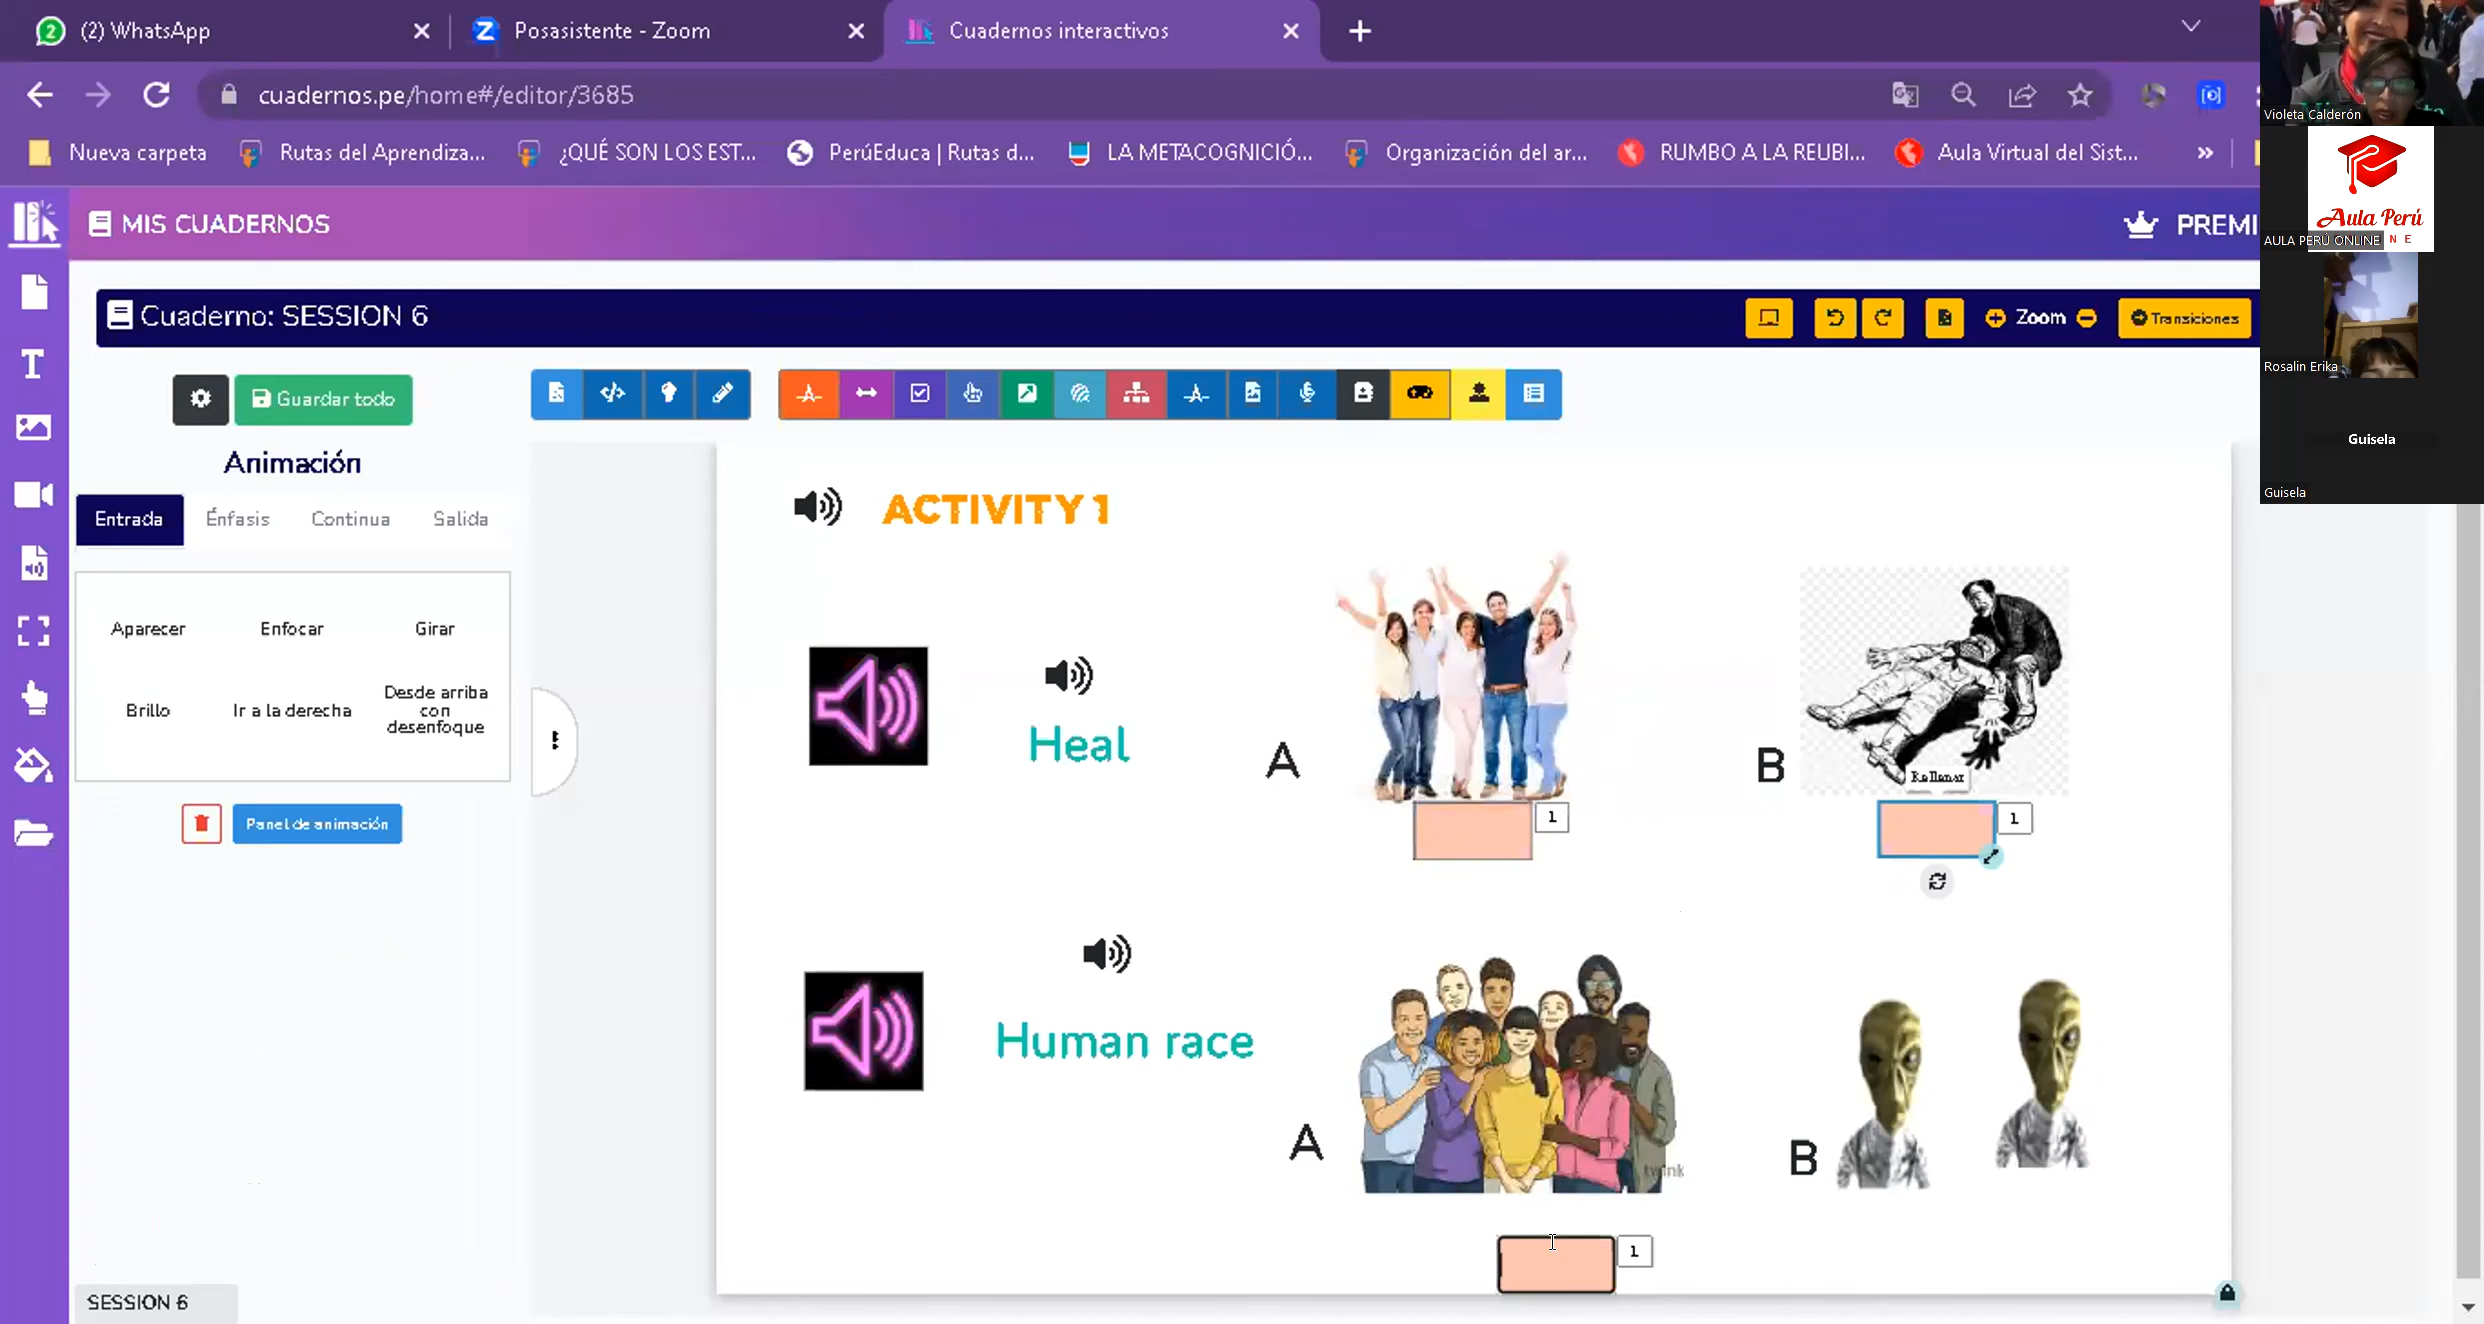 (2) WhatsApp
Posasistente - Zoom
Cuadernos interactivos
cuadernos.pe/home#/editor/3685
Nueva carpeta
Rutas del Aprendiza...
¿QUÉ SON LOS EST...
PerúEduca | Rutas d...
LA METACOGNICIÓ...
Organización del ar...
RUMBO A LA REUBI...
Aula Virtual del Sist...
»
Violeta Calderón
Aula Perú
AULA PERÚ ONLINE
N E
Rosalin Erika
Guisela
Guisela
MIS CUADERNOS
PREMI
Cuaderno: SESSION 6
Zoom
Transiciones
Guardar todo
Animación
Entrada
Énfasis
Continua
Salida
Aparecer
Enfocar
Girar
Brillo
Ir a la derecha
Desde arriba
con
desenfoque
Panel de animación
SESSION 6
ACTIVITY 1
Heal
A
B
Rellenar
1
1
Human race
A
B
twink
1